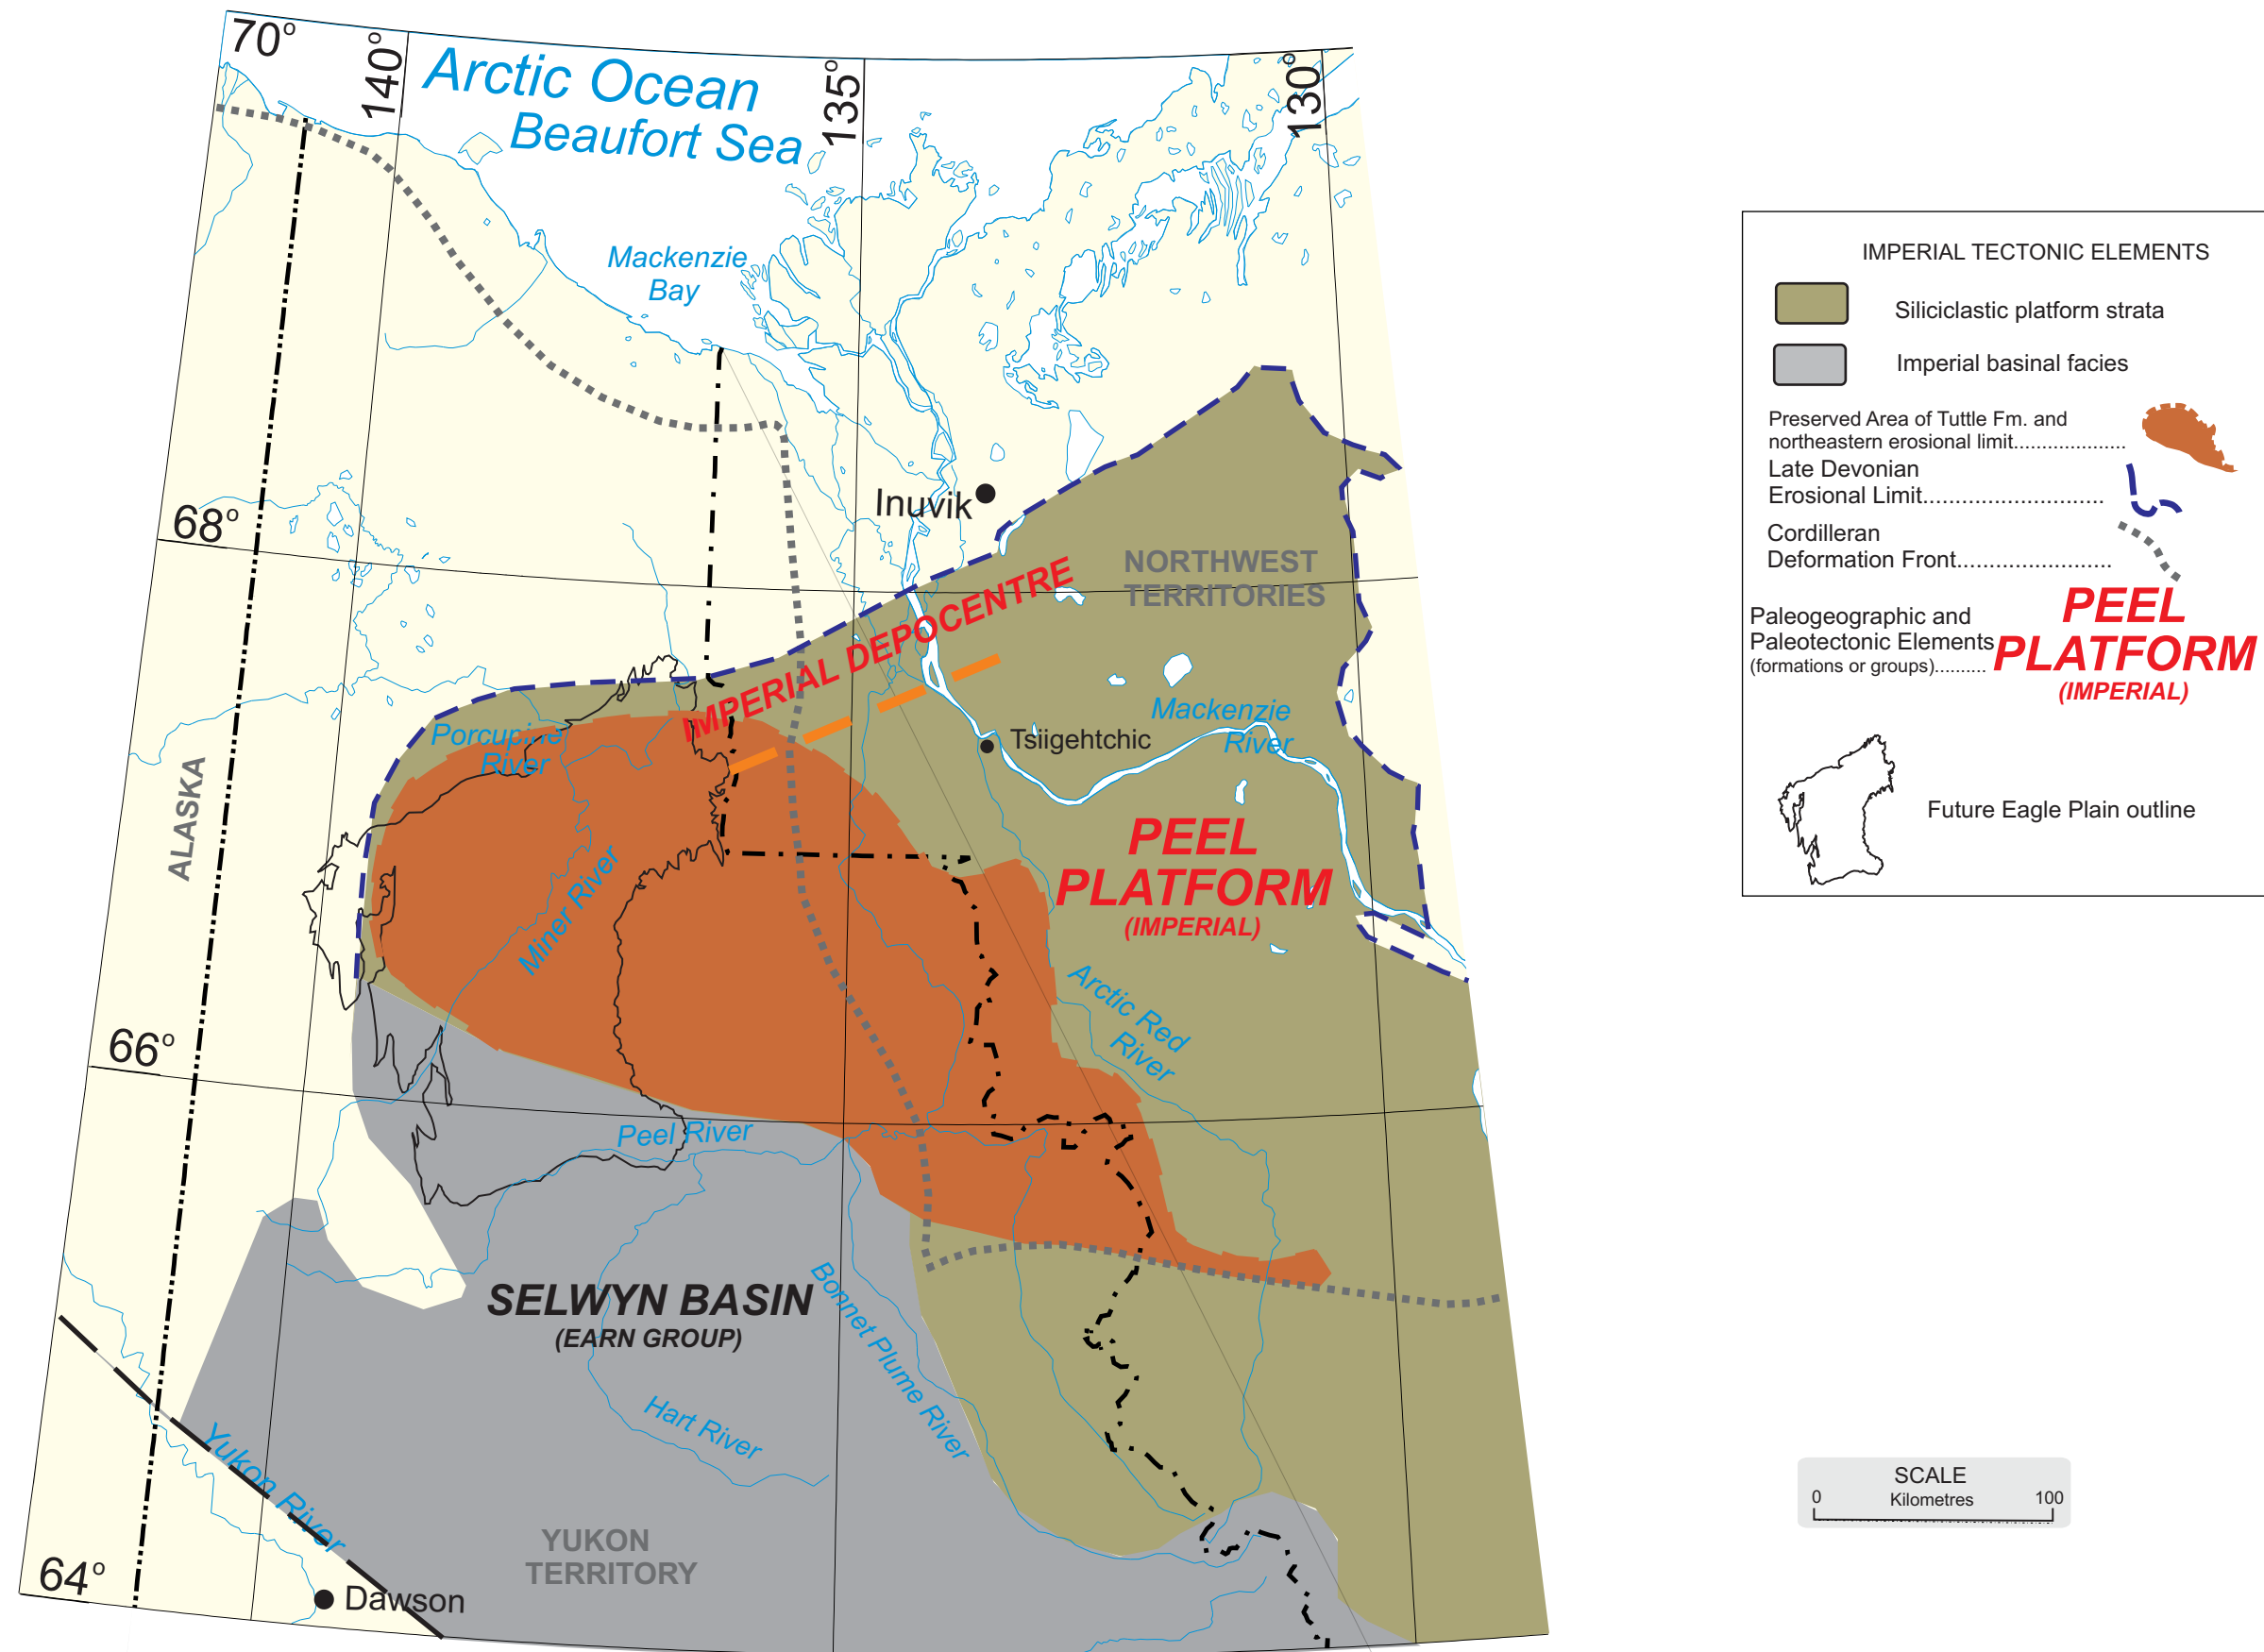 70°
140°
135°
130°
Arctic Ocean
Beaufort Sea
Mackenzie
Bay
Inuvik
68°
NORTHWEST
TERRITORIES
IMPERIAL DEPOCENTRE
Porcupine
River
Mackenzie
River
Tsiigehtchic
ALASKA
PEEL
PLATFORM
(IMPERIAL)
Miner River
Arctic Red
River
66°
Peel River
SELWYN BASIN
(EARN GROUP)
Bonnet Plume River
Hart River
Yukon River
YUKON
TERRITORY
64°
Dawson
IMPERIAL TECTONIC ELEMENTS
Siliciclastic platform strata
Imperial basinal facies
Preserved Area of Tuttle Fm. and
northeastern erosional limit...................
Late Devonian
Erosional Limit............................
Cordilleran
Deformation Front........................
Paleogeographic and
Paleotectonic Elements
(formations or groups)..........
PEEL
PLATFORM
(IMPERIAL)
Future Eagle Plain outline
SCALE
0 Kilometres 100